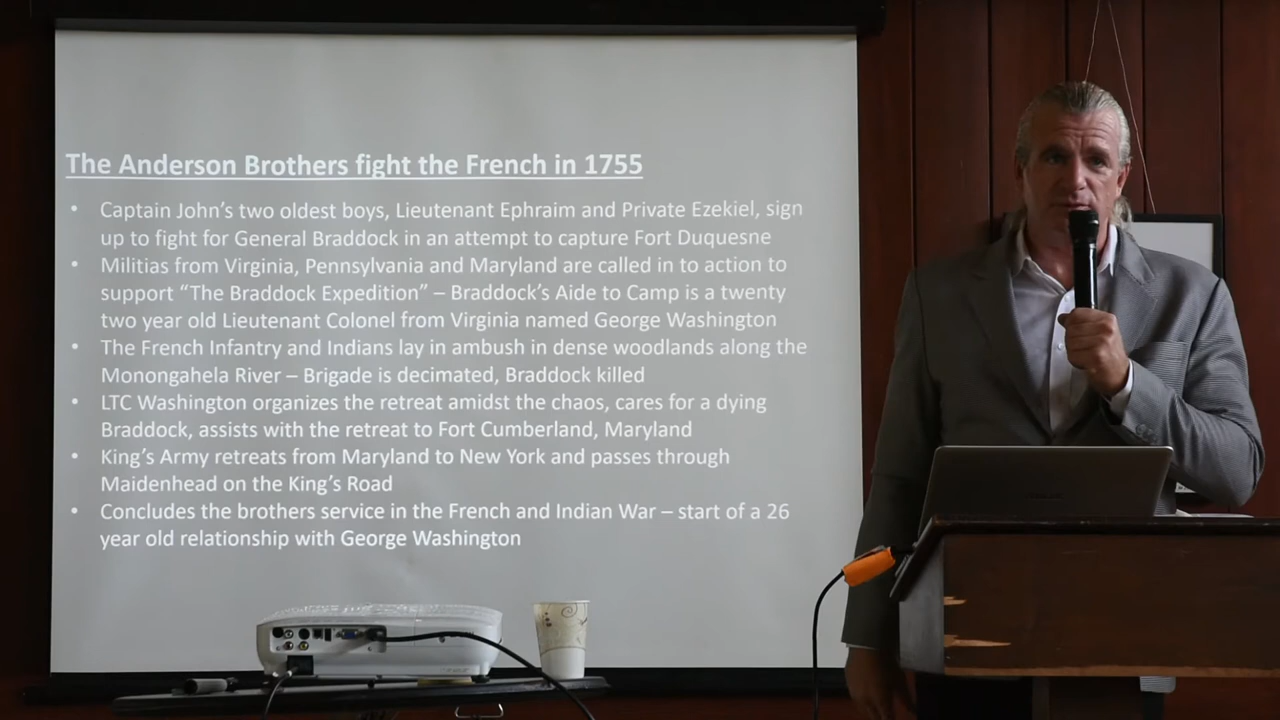 The Anderson Brothers fight the French in 1755
• Captain John's two oldest boys, Lieutenant Ephraim and Private Ezekiel, sign
up to fight for General Braddock in an attempt to capture Fort Duquesne
• Militias from Virginia, Pennsylvania and Maryland are called in to action to
support “The Braddock Expedition” – Braddock's Aide to Camp is a twenty
two year old Lieutenant Colonel from Virginia named George Washington
• The French Infantry and Indians lay in ambush in dense woodlands along the
Monongahela River – Brigade is decimated, Braddock killed
• LTC Washington organizes the retreat amidst the chaos, cares for a dying
Braddock, assists with the retreat to Fort Cumberland, Maryland
• King's Army retreats from Maryland to New York and passes through
Maidenhead on the King's Road
• Concludes the brothers service in the French and Indian War – start of a 26
year old relationship with George Washington